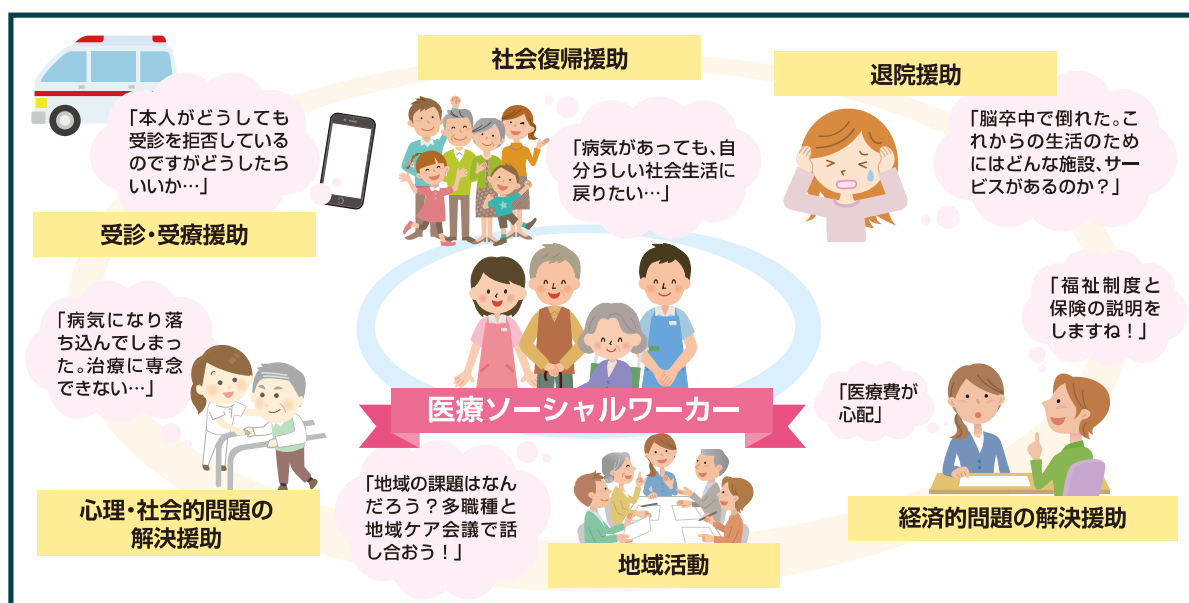 社会復帰援助
退院援助
「本人がどうしても
受診を拒否している
のですがどうしたら
いいか…」
「病気があっても、自
分らしい社会生活に
戻りたい…」
「脳卒中で倒れた。こ
れからの生活のため
にはどんな施設、サー
ビスがあるのか？」
受診・受療援助
「福祉制度と
保険の説明を
しますね！」
「病気になり落
ち込んでしまっ
た。治療に専念
できない…」
医療ソーシャルワーカー
「医療費が
心配」
「地域の課題はなん
だろう？多職種と
地域ケア会議で話
し合おう！」
心理・社会的問題の
解決援助
地域活動
経済的問題の解決援助